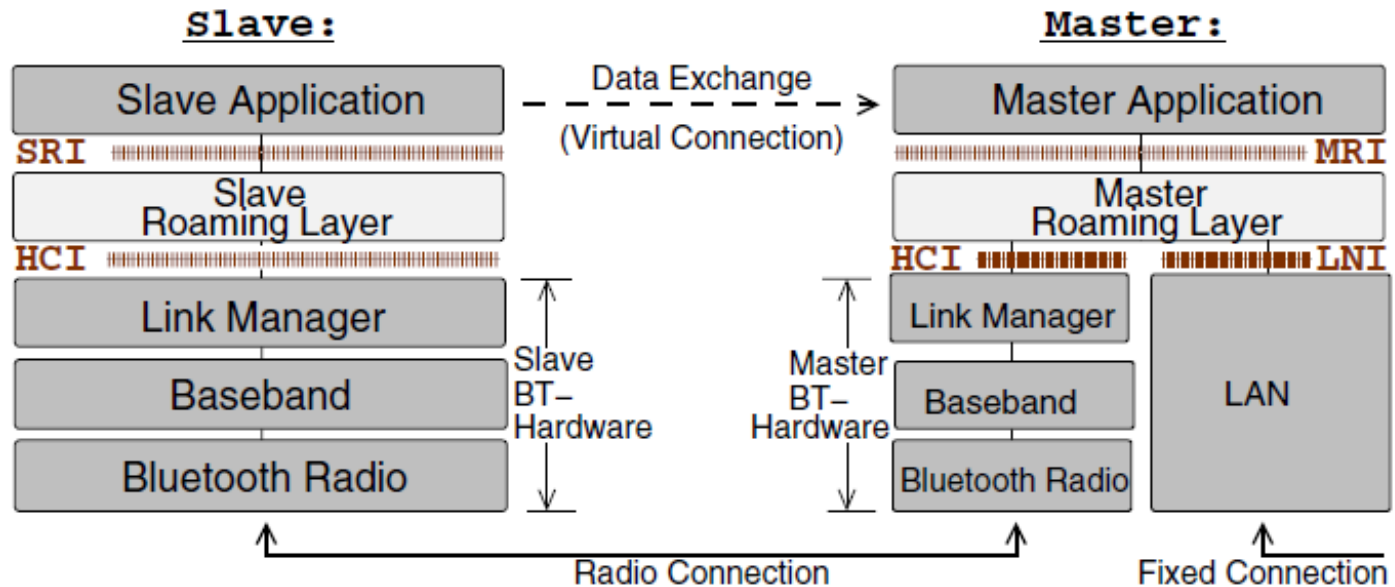 Slave:
Master:
Slave Application
Data Exchange
(Virtual Connection)
Master Application
SRI
MRI
Slave
Roaming Layer
Master
Roaming Layer
HCI
HCI
LNI
Link Manager
Baseband
Bluetooth Radio
Slave
BT-
Hardware
Master
BT-
Hardware
Link Manager
Baseband
Bluetooth Radio
LAN
Radio Connection
Fixed Connection